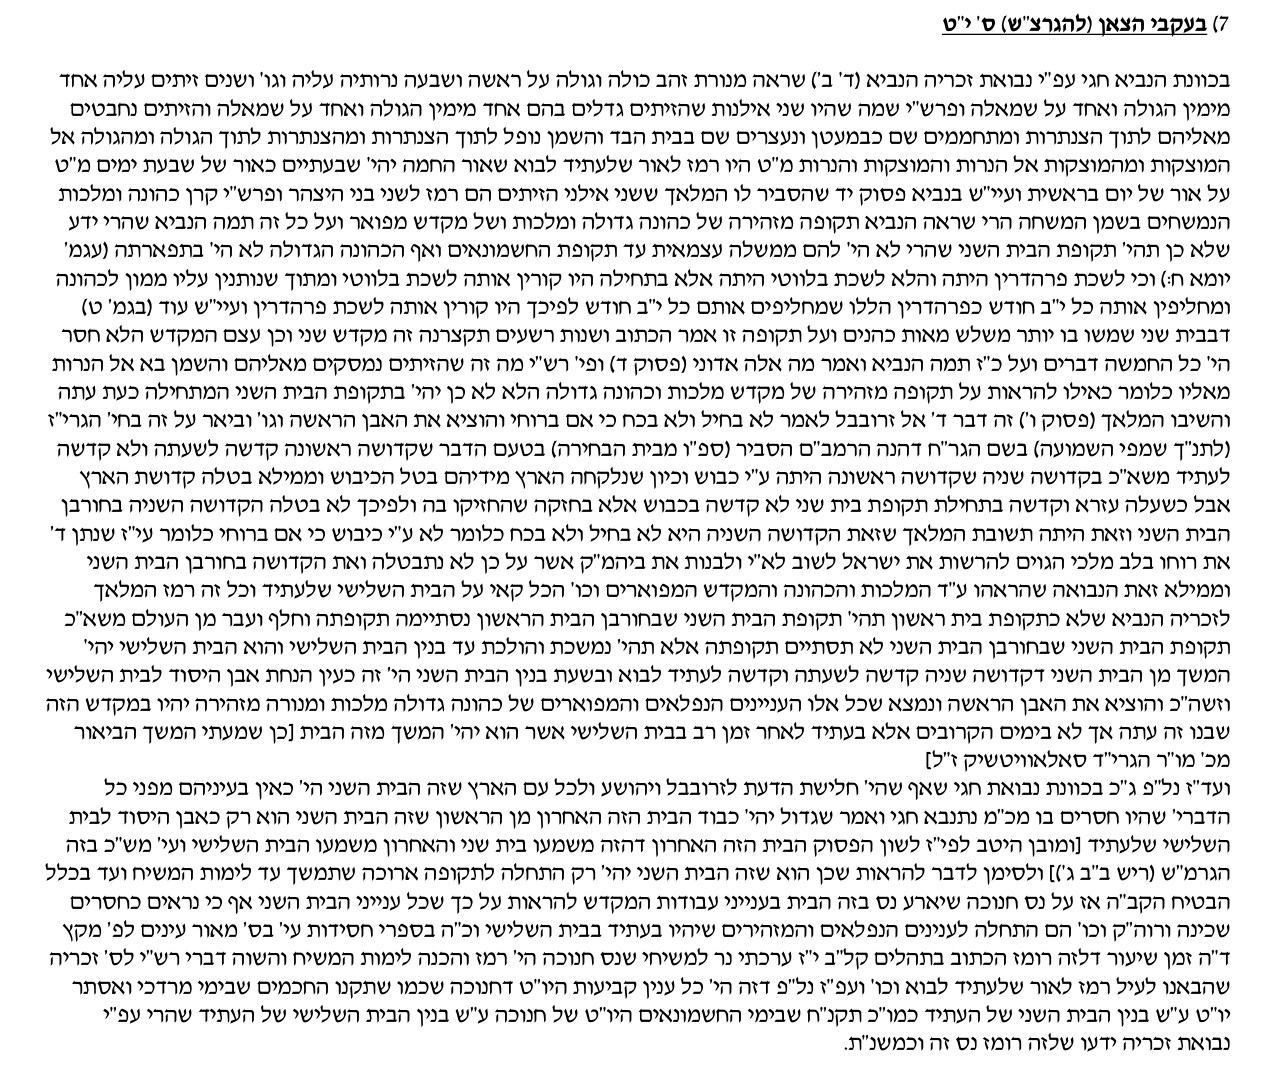 7) בעקבי הצאן (להגרצ"ש) ס' י"ט
בכוונת הנביא חגי עפ"י נבואת זכריה הנביא (ד' ב') שראה מנורת זהב כולה וגולה על ראשה ושבעה נרותיה עליה וגו' ושנים זיתים עליה אחד
מימין הגולה ואחד על שמאלה ופרש"י שמה שהיו שני אילנות שהזיתים גדלים בהם אחד מימין הגולה ואחד על שמאלה והזיתים נחבטים
מאליהם לתוך הצנתרות ומתחממים שם כבמעטן ונעצרים שם בבית הבד והשמן נופל לתוך הצנתרות ומהצנתרות לתוך הגולה ומהגולה אל
המוצקות ומהמוצקות אל הנרות והמוצקות והנרות מ"ט היו רמז לאור שלעתיד לבוא שאור החמה יהי' שבעתיים כאור של שבעת ימים מ"ט
על אור של יום בראשית ועיי"ש בנביא פסוק יד שהסביר לו המלאך ששני אילני הזיתים הם רמז לשני בני היצהר ופרש"י קרן כהונה ומלכות
הנמשחים בשמן המשחה הרי שראה הנביא תקופה מזהירה של כהונה גדולה ומלכות ושל מקדש מפואר ועל כל זה תמה הנביא שהרי ידע
שלא כן תהי' תקופת הבית השני שהרי לא הי' להם ממשלה עצמאית עד תקופת החשמונאים ואף הכהונה הגדולה לא הי' בתפארתה (עגמ'
יומא ח:) וכי לשכת פרהדרין היתה והלא לשכת בלווטי היתה אלא בתחילה היו קורין אותה לשכת בלווטי ומתוך שנותנין עליו ממון לכהונה
ומחליפין אותה כל י"ב חודש כפרהדרין הללו שמחליפים אותם כל י"ב חודש לפיכך היו קורין אותה לשכת פרהדרין ועיי"ש עוד (בגמ' ט)
דבבית שני שמשו בו יותר משלש מאות כהנים ועל תקופה זו אמר הכתוב ושנות רשעים תקצרנה זה מקדש שני וכן עצם המקדש הלא חסר
הי' כל החמשה דברים ועל כ"ז תמה הנביא ואמר מה אלה אדוני (פסוק ד) ופי' רש"י מה זה שהזיתים נמסקים מאליהם והשמן בא אל הנרות
מאליו כלומר כאילו להראות על תקופה מזהירה של מקדש מלכות וכהונה גדולה הלא לא כן יהי' בתקופת הבית השני המתחילה כעת עתה
והשיבו המלאך (פסוק ו') זה דבר ד' אל זרובבל לאמר לא בחיל ולא בכח כי אם ברוחי והוציא את האבן הראשה וגו' וביאר על זה בחי' הגרי"ז
(לתנ"ך שמפי השמועה) בשם הגר"ח דהנה הרמב"ם הסביר (ספ"ו מבית הבחירה) בטעם הדבר שקדושה ראשונה קדשה לשעתה ולא קדשה
לעתיד משא"כ בקדושה שניה שקדושה ראשונה היתה ע"י כבוש וכיון שנלקחה הארץ מידיהם בטל הכיבוש וממילא בטלה קדושת הארץ
אבל כשעלה עזרא וקדשה בתחילת תקופת בית שני לא קדשה בכבוש אלא בחזקה שהחזיקו בה ולפיכך לא בטלה הקדושה השניה בחורבן
הבית השני וזאת היתה תשובת המלאך שזאת הקדושה השניה היא לא בחיל ולא בכח כלומר לא ע"י כיבוש כי אם ברוחי כלומר עי"ז שנתן ד'
את רוחו בלב מלכי הגוים להרשות את ישראל לשוב לא"י ולבנות את ביהמ"ק אשר על כן לא נתבטלה ואת הקדושה בחורבן הבית השני
וממילא זאת הנבואה שהראהו ע"ד המלכות והכהונה והמקדש המפוארים וכו' הכל קאי על הבית השלישי שלעתיד וכל זה רמז המלאך
לזכריה הנביא שלא כתקופת בית ראשון תהי' תקופת הבית השני שבחורבן הבית הראשון נסתיימה תקופתה וחלף ועבר מן העולם משא"כ
תקופת הבית השני שבחורבן הבית השני לא תסתיים תקופתה אלא תהי' נמשכת והולכת עד בנין הבית השלישי והוא הבית השלישי יהי'
המשך מן הבית השני דקדושה שניה קדשה לשעתה וקדשה לעתיד לבוא ובשעת בנין הבית השני הי' זה כעין הנחת אבן היסוד לבית השלישי
וזשה"כ והוציא את האבן הראשה ונמצא שכל אלו העניינים הנפלאים והמפוארים של כהונה גדולה מלכות ומנורה מזהירה יהיו במקדש הזה
שבנו זה עתה אך לא בימים הקרובים אלא בעתיד לאחר זמן רב בבית השלישי אשר הוא יהי' המשך מזה הבית [כן שמעתי המשך הביאור
מכ' מו"ר הגרי"ד סאלאוויטשיק ז"ל]
ועד"ז נל"פ ג"כ בכוונת נבואת חגי שאף שהי' חלישת הדעת לזרובבל ויהושע ולכל עם הארץ שזה הבית השני הי' כאין בעיניהם מפני כל
הדברי' שהיו חסרים בו מכ"מ נתנבא חגי ואמר שגדול יהי' כבוד הבית הזה האחרון מן הראשון שזה הבית השני הוא רק כאבן היסוד לבית
השלישי שלעתיד [ומובן היטב לפי"ז לשון הפסוק הבית הזה האחרון דהזה משמעו בית שני והאחרון משמעו הבית השלישי ועי' מש"כ בזה
הגרמ"ש (ריש ב"ב ג')] ולסימן לדבר להראות שכן הוא שזה הבית השני יהי' רק התחלה לתקופה ארוכה שתמשך עד לימות המשיח ועד בכלל
הבטיח הקב"ה אז על נס חנוכה שיארע נס בזה הבית בענייני עבודות המקדש להראות על כך שכל ענייני הבית השני אף כי נראים כחסרים
שכינה ורוה"ק וכו' הם התחלה לענינים הנפלאים והמזהירים שיהיו בעתיד בבית השלישי וכ"ה בספרי חסידות עי' בס' מאור עינים לפ' מקץ
ד"ה זמן שיעור דלזה רומז הכתוב בתהלים קל"ב י"ז ערכתי נר למשיחי שנס חנוכה הי' רמז והכנה לימות המשיח והשוה דברי רש"י לס' זכריה
שהבאנו לעיל רמז לאור שלעתיד לבוא וכו' ועפ"ז נל"פ דזה הי' כל ענין קביעות היו"ט דחנוכה שכמו שתקנו החכמים שבימי מרדכי ואסתר
יו"ט ע"ש בנין הבית השני של העתיד כמו"כ תקנ"ח שבימי החשמונאים היו"ט של חנוכה ע"ש בנין הבית השלישי של העתיד שהרי עפ"י
נבואת זכריה ידעו שלזה רומז נס זה וכמשנ"ת.